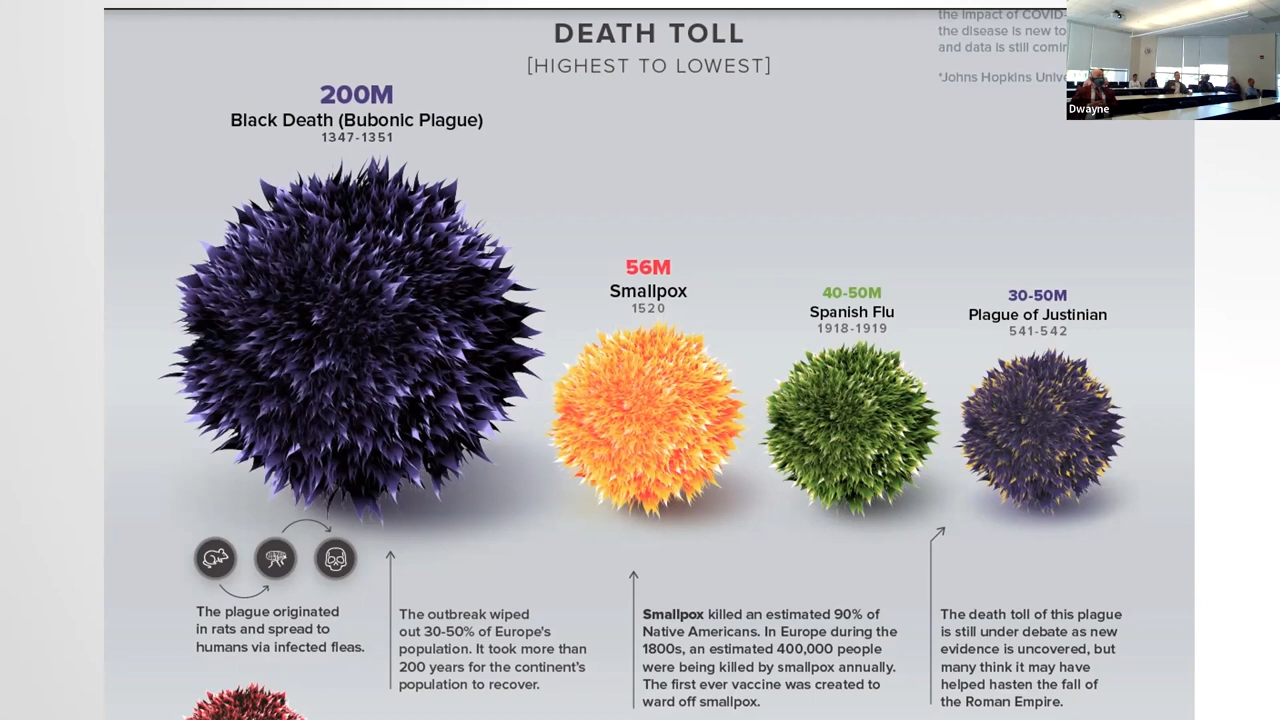 the impact of COVID-
the disease is new to
and data is still comin
*Johns Hopkins Unive
Dwayne
DEATH TOLL
[HIGHEST TO LOWEST]
200M
Black Death (Bubonic Plague)
1347-1351
56M
Smallpox
1520
40-50M
Spanish Flu
1918-1919
30-50M
Plague of Justinian
541-542
The plague originated
in rats and spread to
humans via infected fleas.
The outbreak wiped
out 30-50% of Europe's
population. It took more than
200 years for the continent's
population to recover.
Smallpox killed an estimated 90% of
Native Americans. In Europe during the
1800s, an estimated 400,000 people
were being killed by smallpox annually.
The first ever vaccine was created to
ward off smallpox.
The death toll of this plague
is still under debate as new
evidence is uncovered, but
many think it may have
helped hasten the fall of
the Roman Empire.